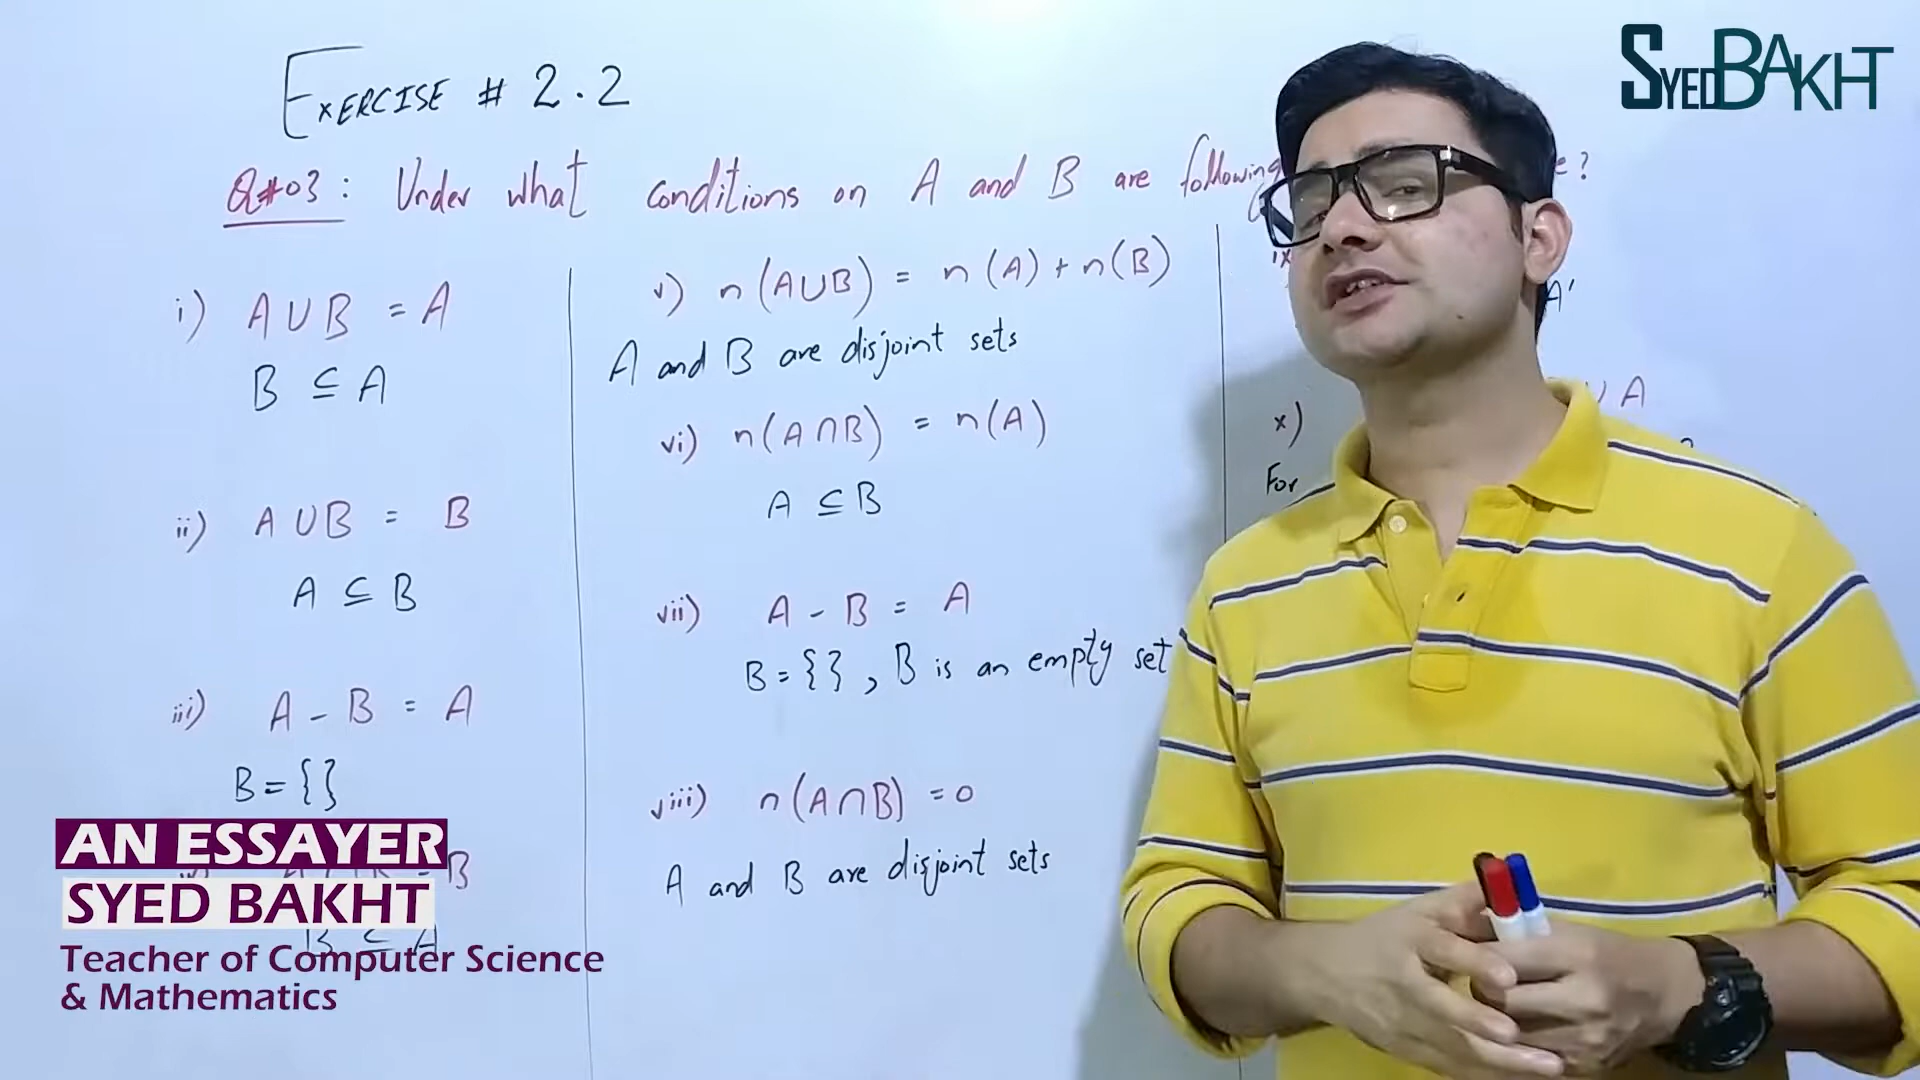 SYEDBAKHT
EXERCISE # 2.2
Q#03: Under what conditions on A and B are following ?
i) A∪B = A
B ⊆ A
ii) A∪B = B
A ⊆ B
iii) A - B = A
B = { }
B
B ⊆ A
v) n(A∪B) = n(A) + n(B)
A and B are disjoint sets
vi) n(A∩B) = n(A)
A ⊆ B
vii) A - B = A
B = { }, B is an empty set
viii) n(A∩B) = 0
A and B are disjoint sets
ix
A'
x) ∪ A
For
AN ESSAYER
SYED BAKHT
Teacher of Computer Science
& Mathematics